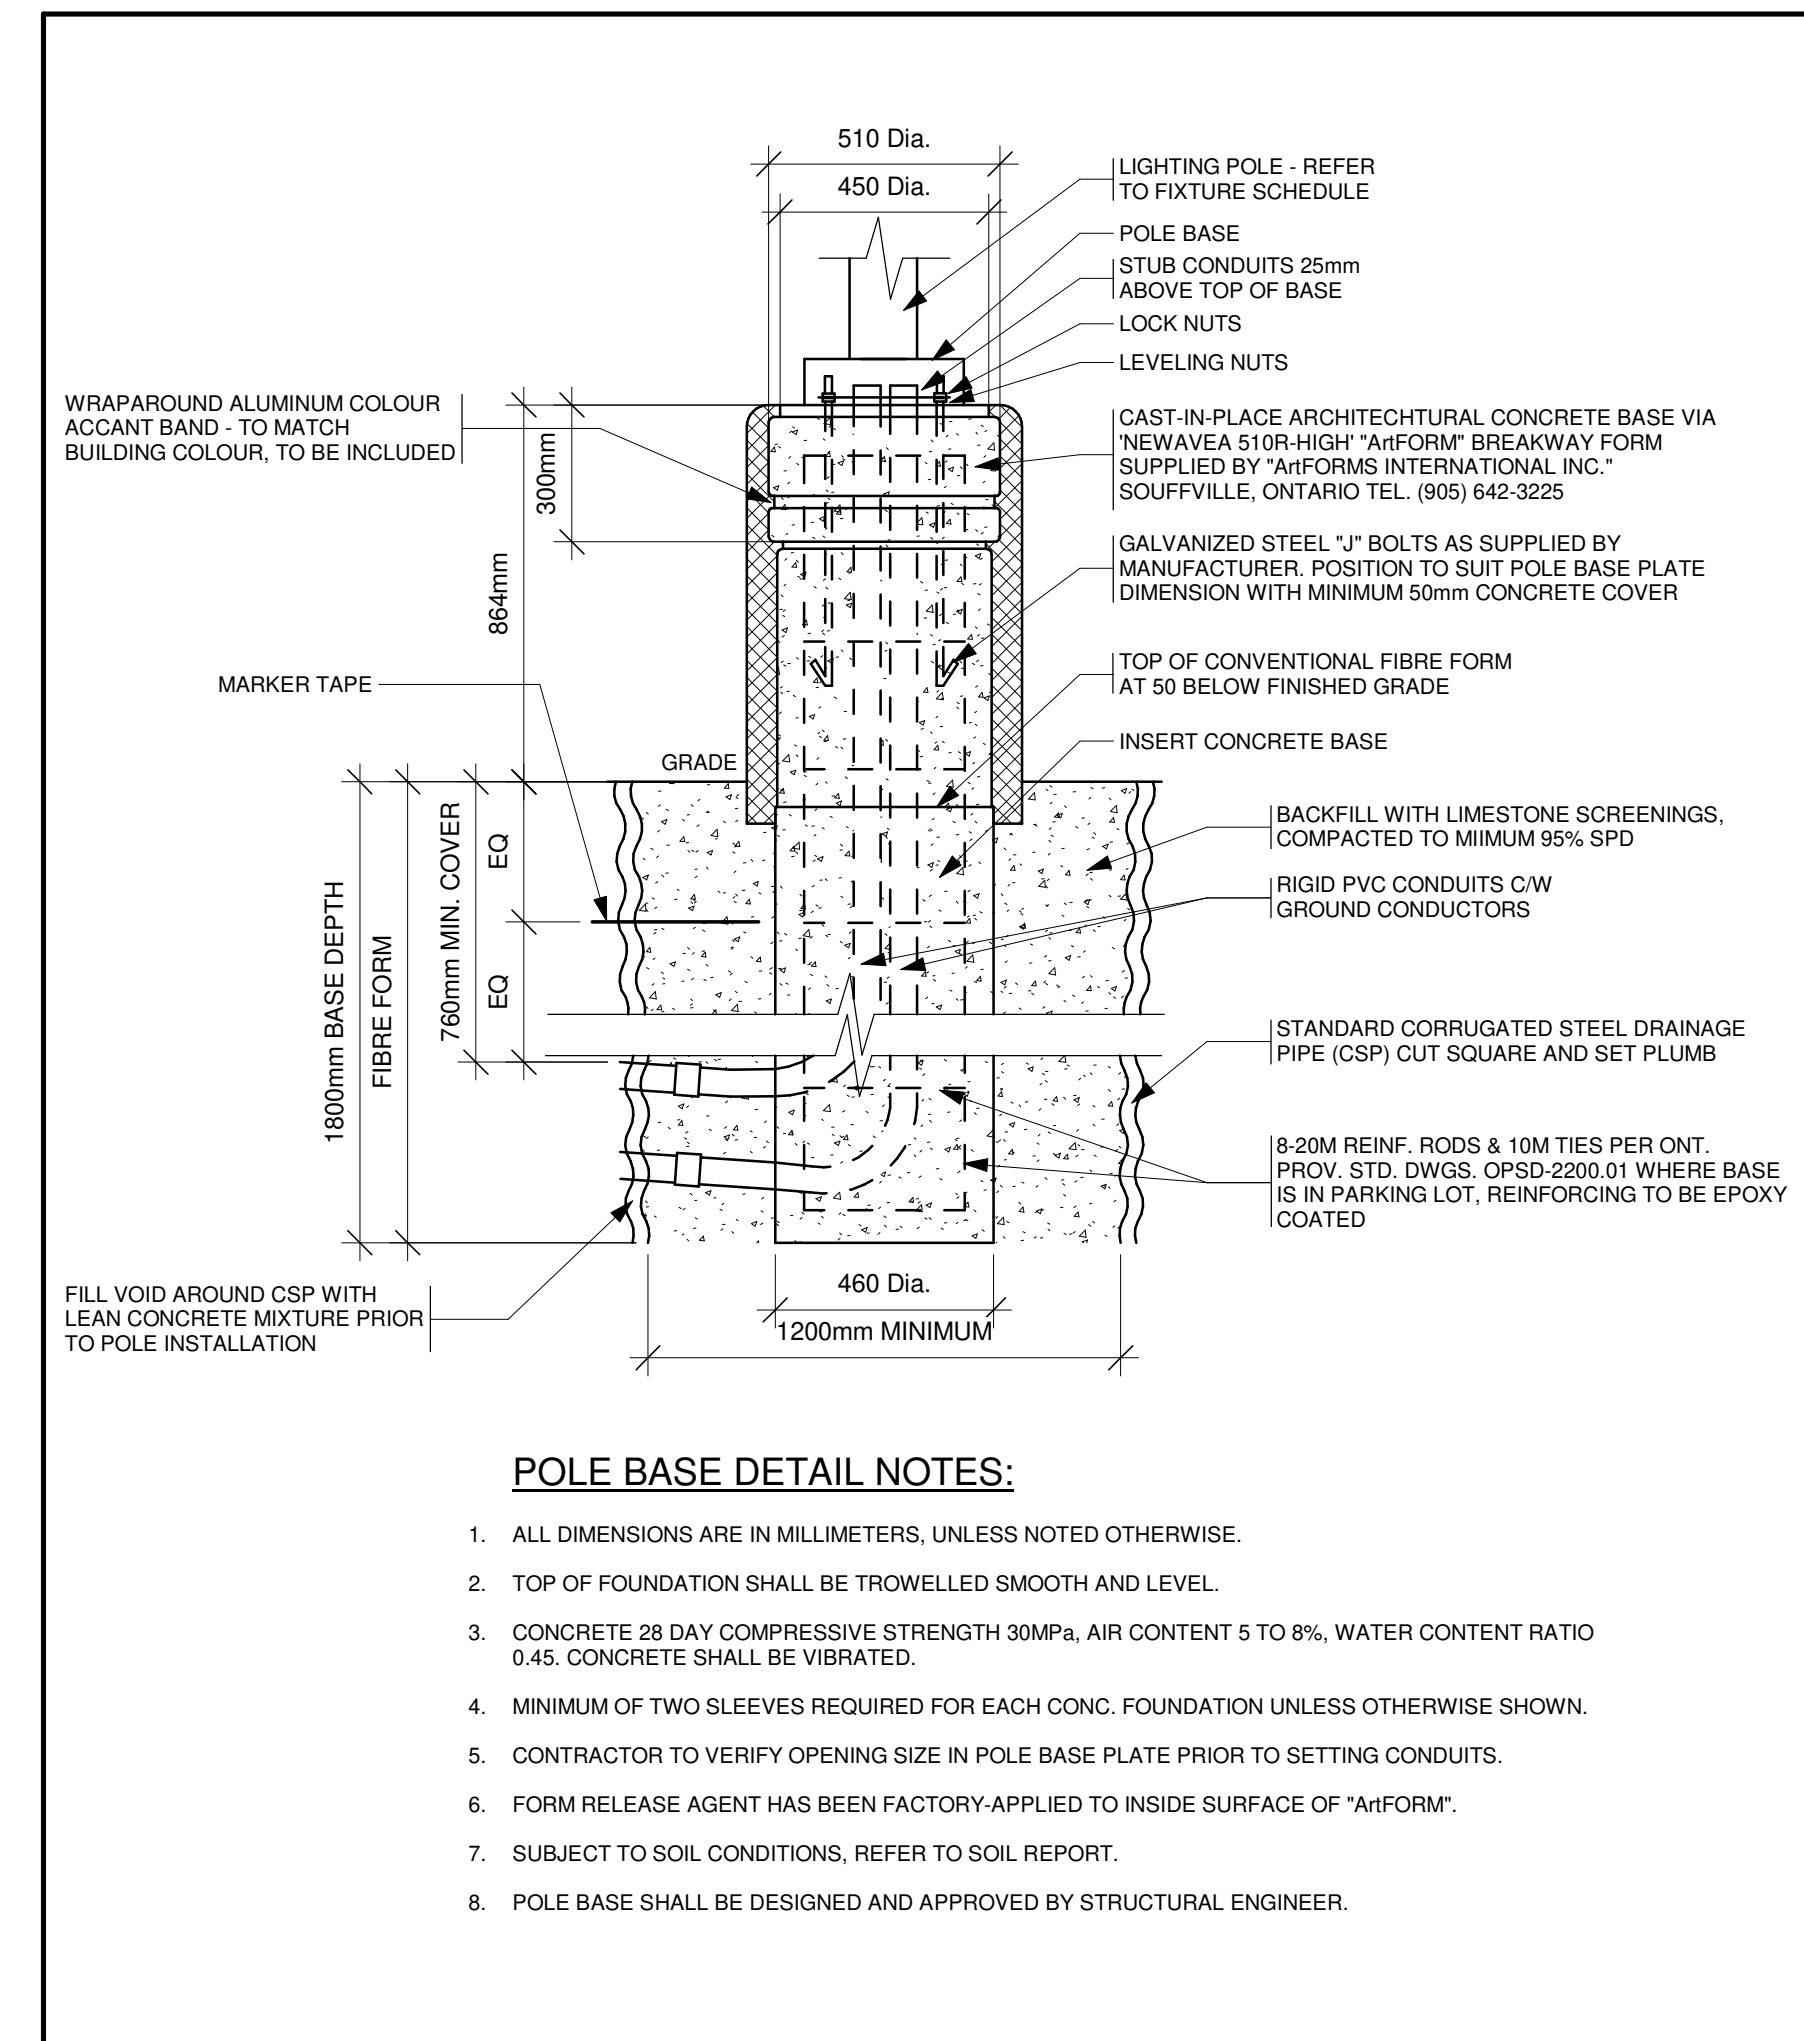 510 Dia.
450 Dia.
LIGHTING POLE - REFER
TO FIXTURE SCHEDULE
POLE BASE
STUB CONDUITS 25mm
ABOVE TOP OF BASE
LOCK NUTS
LEVELING NUTS
WRAPAROUND ALUMINUM COLOUR
ACCANT BAND - TO MATCH
BUILDING COLOUR, TO BE INCLUDED
300mm
864mm
CAST-IN-PLACE ARCHITECHTURAL CONCRETE BASE VIA
'NEWAVEA 510R-HIGH' "ArtFORM" BREAKWAY FORM
SUPPLIED BY "ArtFORMS INTERNATIONAL INC."
SOUFFVILLE, ONTARIO TEL. (905) 642-3225
GALVANIZED STEEL "J" BOLTS AS SUPPLIED BY
MANUFACTURER. POSITION TO SUIT POLE BASE PLATE
DIMENSION WITH MINIMUM 50mm CONCRETE COVER
MARKER TAPE
TOP OF CONVENTIONAL FIBRE FORM
AT 50 BELOW FINISHED GRADE
INSERT CONCRETE BASE
GRADE
1800mm BASE DEPTH
FIBRE FORM
760mm MIN. COVER
EQ
EQ
BACKFILL WITH LIMESTONE SCREENINGS,
COMPACTED TO MIIMUM 95% SPD
RIGID PVC CONDUITS C/W
GROUND CONDUCTORS
STANDARD CORRUGATED STEEL DRAINAGE
PIPE (CSP) CUT SQUARE AND SET PLUMB
8-20M REINF. RODS & 10M TIES PER ONT.
PROV. STD. DWGS. OPSD-2200.01 WHERE BASE
IS IN PARKING LOT, REINFORCING TO BE EPOXY
COATED
FILL VOID AROUND CSP WITH
LEAN CONCRETE MIXTURE PRIOR
TO POLE INSTALLATION
460 Dia.
1200mm MINIMUM
POLE BASE DETAIL NOTES:
1. ALL DIMENSIONS ARE IN MILLIMETERS, UNLESS NOTED OTHERWISE.
2. TOP OF FOUNDATION SHALL BE TROWELLED SMOOTH AND LEVEL.
3. CONCRETE 28 DAY COMPRESSIVE STRENGTH 30MPa, AIR CONTENT 5 TO 8%, WATER CONTENT RATIO
0.45. CONCRETE SHALL BE VIBRATED.
4. MINIMUM OF TWO SLEEVES REQUIRED FOR EACH CONC. FOUNDATION UNLESS OTHERWISE SHOWN.
5. CONTRACTOR TO VERIFY OPENING SIZE IN POLE BASE PLATE PRIOR TO SETTING CONDUITS.
6. FORM RELEASE AGENT HAS BEEN FACTORY-APPLIED TO INSIDE SURFACE OF "ArtFORM".
7. SUBJECT TO SOIL CONDITIONS, REFER TO SOIL REPORT.
8. POLE BASE SHALL BE DESIGNED AND APPROVED BY STRUCTURAL ENGINEER.